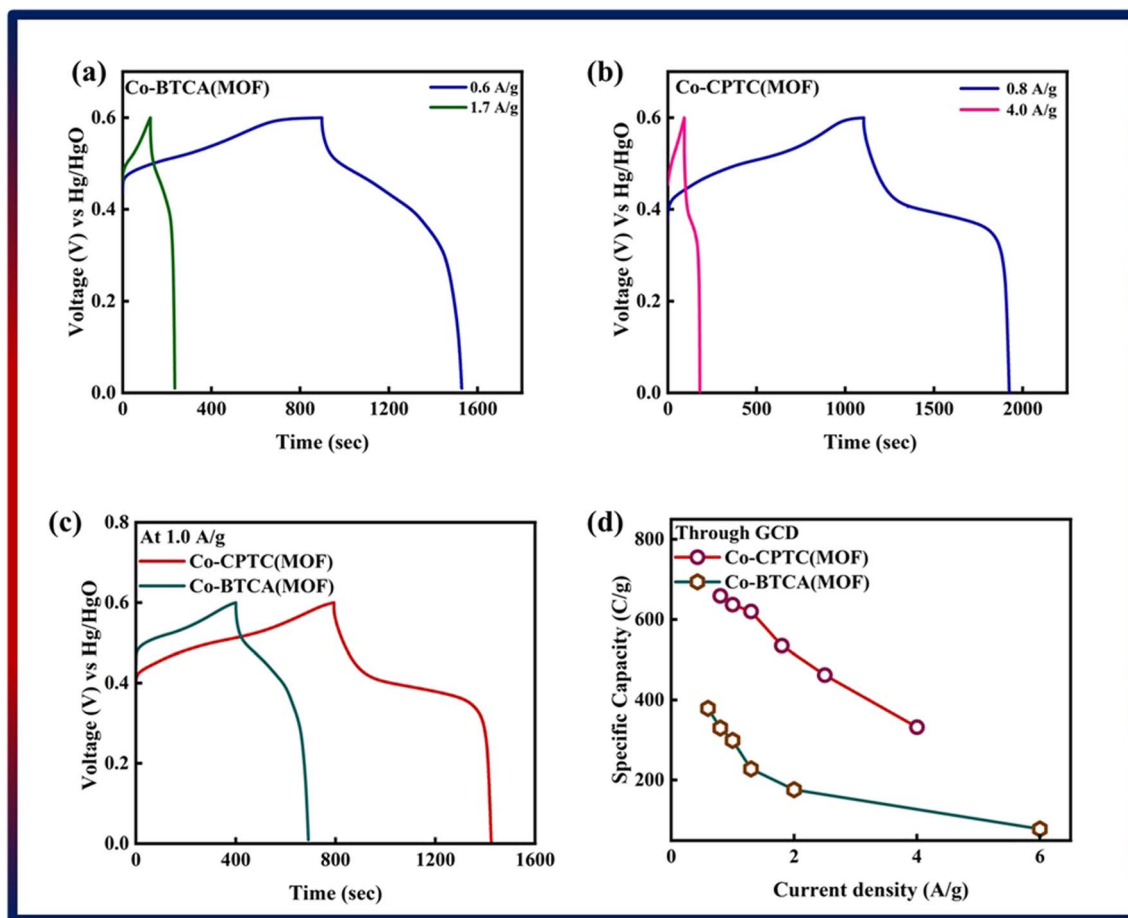 (a)
Co-BTCA(MOF)
0.6 A/g
1.7 A/g
Voltage (V) vs Hg/HgO
0.6
0.4
0.2
0.0
0 400 800 1200 1600
Time (sec)
(b)
Co-CPTC(MOF)
0.8 A/g
4.0 A/g
Voltage (V) Vs Hg/HgO
0.6
0.4
0.2
0.0
0 500 1000 1500 2000
Time (sec)
(c)
At 1.0 A/g
Co-CPTC(MOF)
Co-BTCA(MOF)
Voltage (V) vs Hg/HgO
0.8
0.6
0.4
0.2
0.0
0 400 800 1200 1600
Time (sec)
(d)
Through GCD
Co-CPTC(MOF)
Co-BTCA(MOF)
Specific Capacity (C/g)
800
600
400
200
0 2 4 6
Current density (A/g)